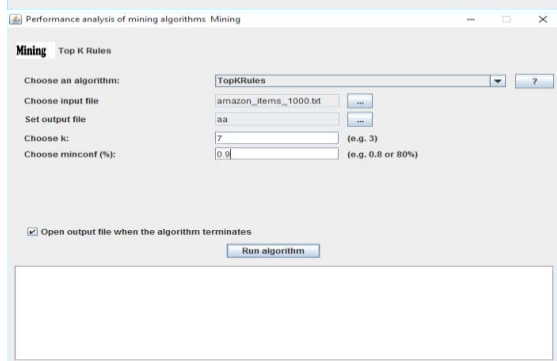 Performance analysis of mining algorithms Mining
Mining Top K Rules
Choose an algorithm: TopKRules ?
Choose input file amazon_items_1000.txt ...
Set output file aa ...
Choose k: 7 (e.g. 3)
Choose minconf (%): 0.9 (e.g. 0.8 or 80%)
Open output file when the algorithm terminates
Run algorithm